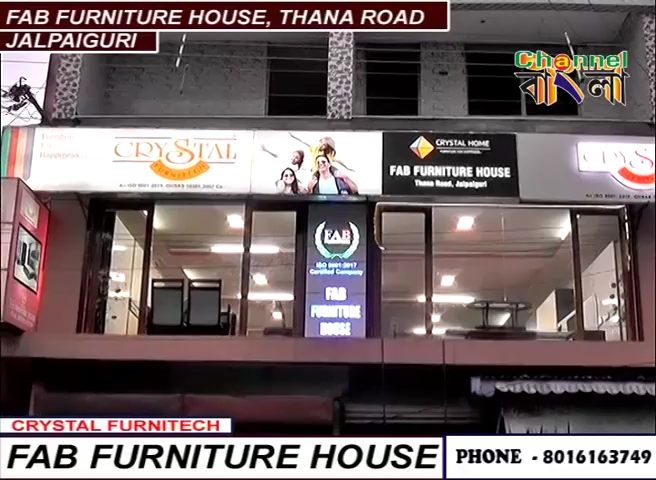 FAB FURNITURE HOUSE, THANA ROAD
JALPAIGURI
Channel
বাংলা
CRYSTAL
FURNITECH
CRYSTAL HOME
FAB FURNITURE HOUSE
Thana Road, Jalpaiguri
CRYST
FAB
ISO 9001:2017
Certified Company
FAB
FURNITURE
HOUSE
CRYSTAL FURNITECH
FAB FURNITURE HOUSE
PHONE - 8016163749